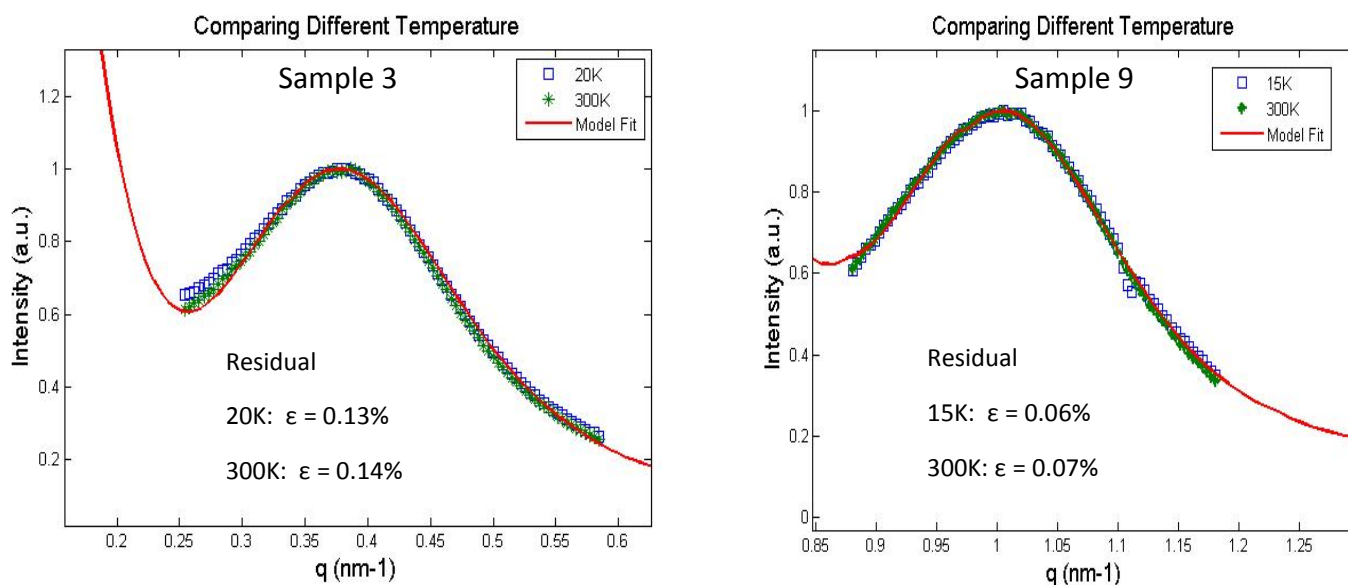 Comparing Different Temperature
Sample 3
20K
300K
Model Fit
Intensity (a.u.)
1.2
1
0.8
0.6
0.4
0.2
Residual
20K: ε = 0.13%
300K: ε = 0.14%
0.2 0.25 0.3 0.35 0.4 0.45 0.5 0.55 0.6
q (nm-1)
Comparing Different Temperature
Sample 9
15K
300K
Model Fit
Intensity (a.u.)
1
0.8
0.6
0.4
0.2
0
Residual
15K: ε = 0.06%
300K: ε = 0.07%
0.85 0.9 0.95 1 1.05 1.1 1.15 1.2 1.25
q (nm-1)